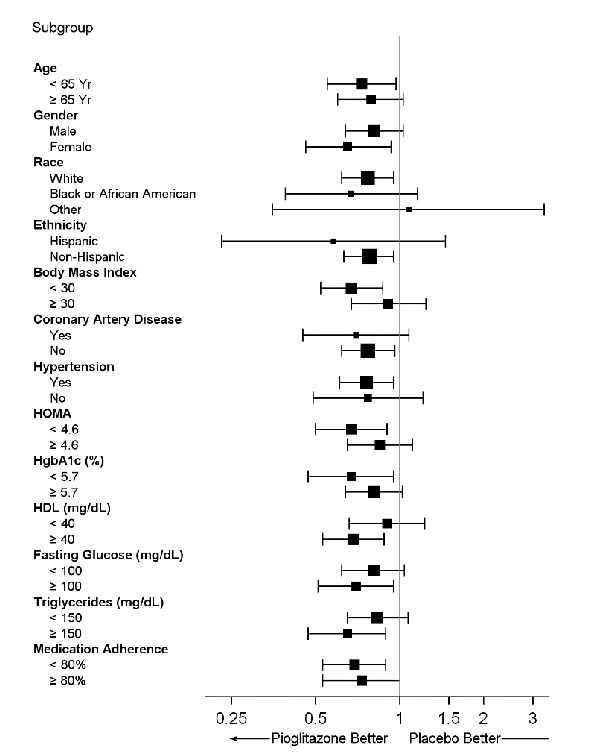 Subgroup
Age
< 65 Yr
≥ 65 Yr
Gender
Male
Female
Race
White
Black or African American
Other
Ethnicity
Hispanic
Non-Hispanic
Body Mass Index
< 30
≥ 30
Coronary Artery Disease
Yes
No
Hypertension
Yes
No
HOMA
< 4.6
≥ 4.6
HgbA1c (%)
< 5.7
≥ 5.7
HDL (mg/dL)
< 40
≥ 40
Fasting Glucose (mg/dL)
< 100
≥ 100
Triglycerides (mg/dL)
< 150
≥ 150
Medication Adherence
< 80%
≥ 80%
0.25 0.5 1 1.5 2 3
Pioglitazone Better Placebo Better